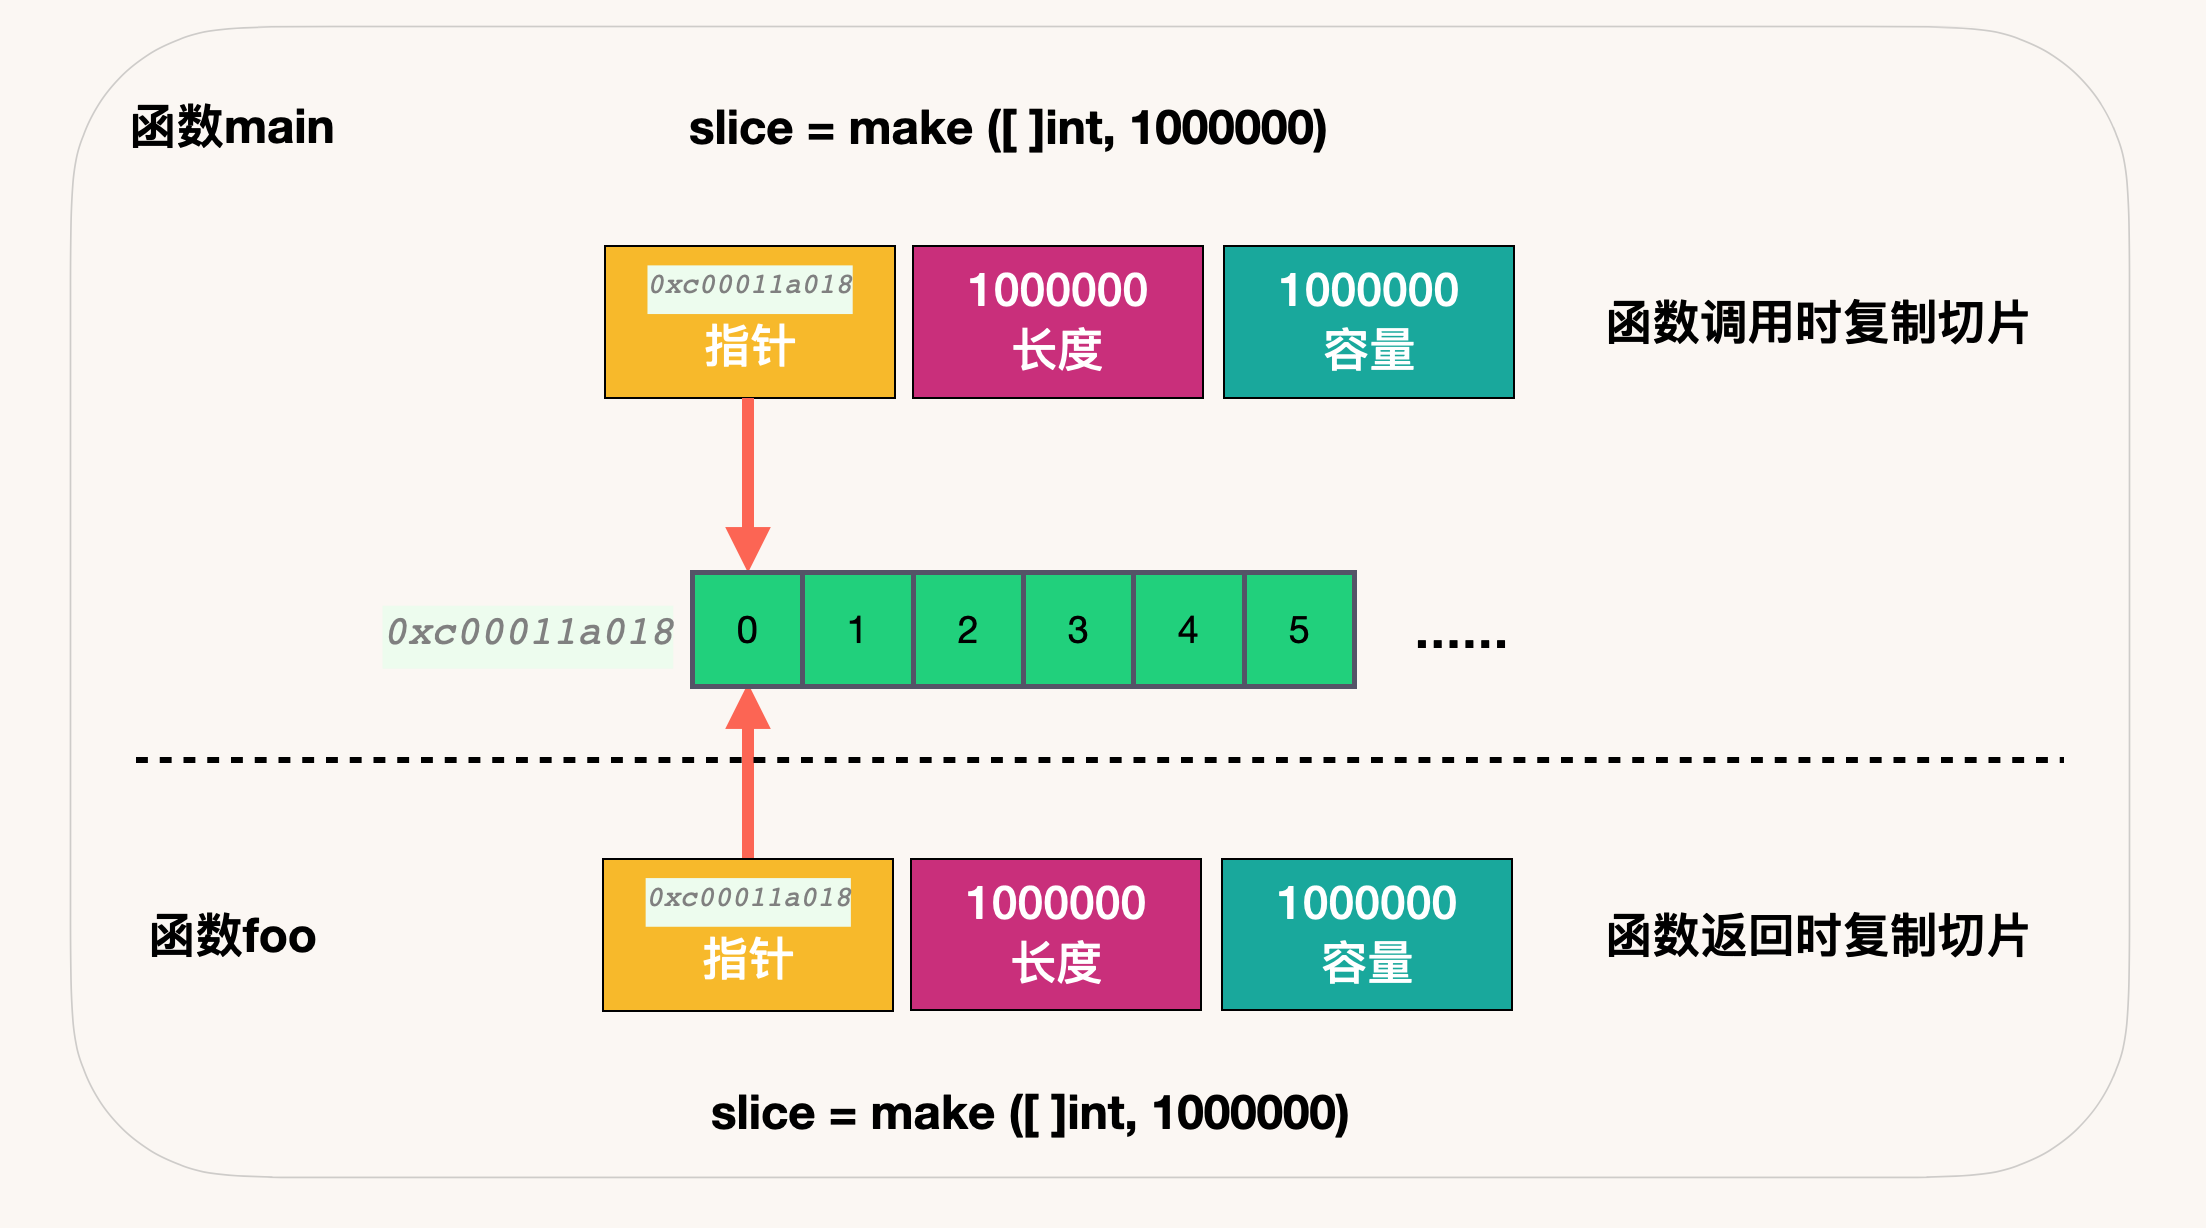 函数main
slice = make ([ ]int, 1000000)
0xc00011a018
指针
1000000
长度
1000000
容量
函数调用时复制切片
0xc00011a018
0
1
2
3
4
5
......
函数foo
0xc00011a018
指针
1000000
长度
1000000
容量
函数返回时复制切片
slice = make ([ ]int, 1000000)